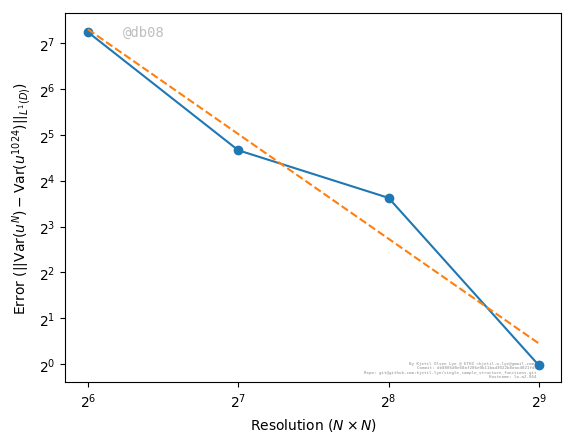 @db08
2^7
2^6
2^5
2^4
2^3
2^2
2^1
2^0
Error (||Var(u^N) − Var(u^1024)||_L^1(D))
2^6 2^7 2^8 2^9
Resolution (N × N)